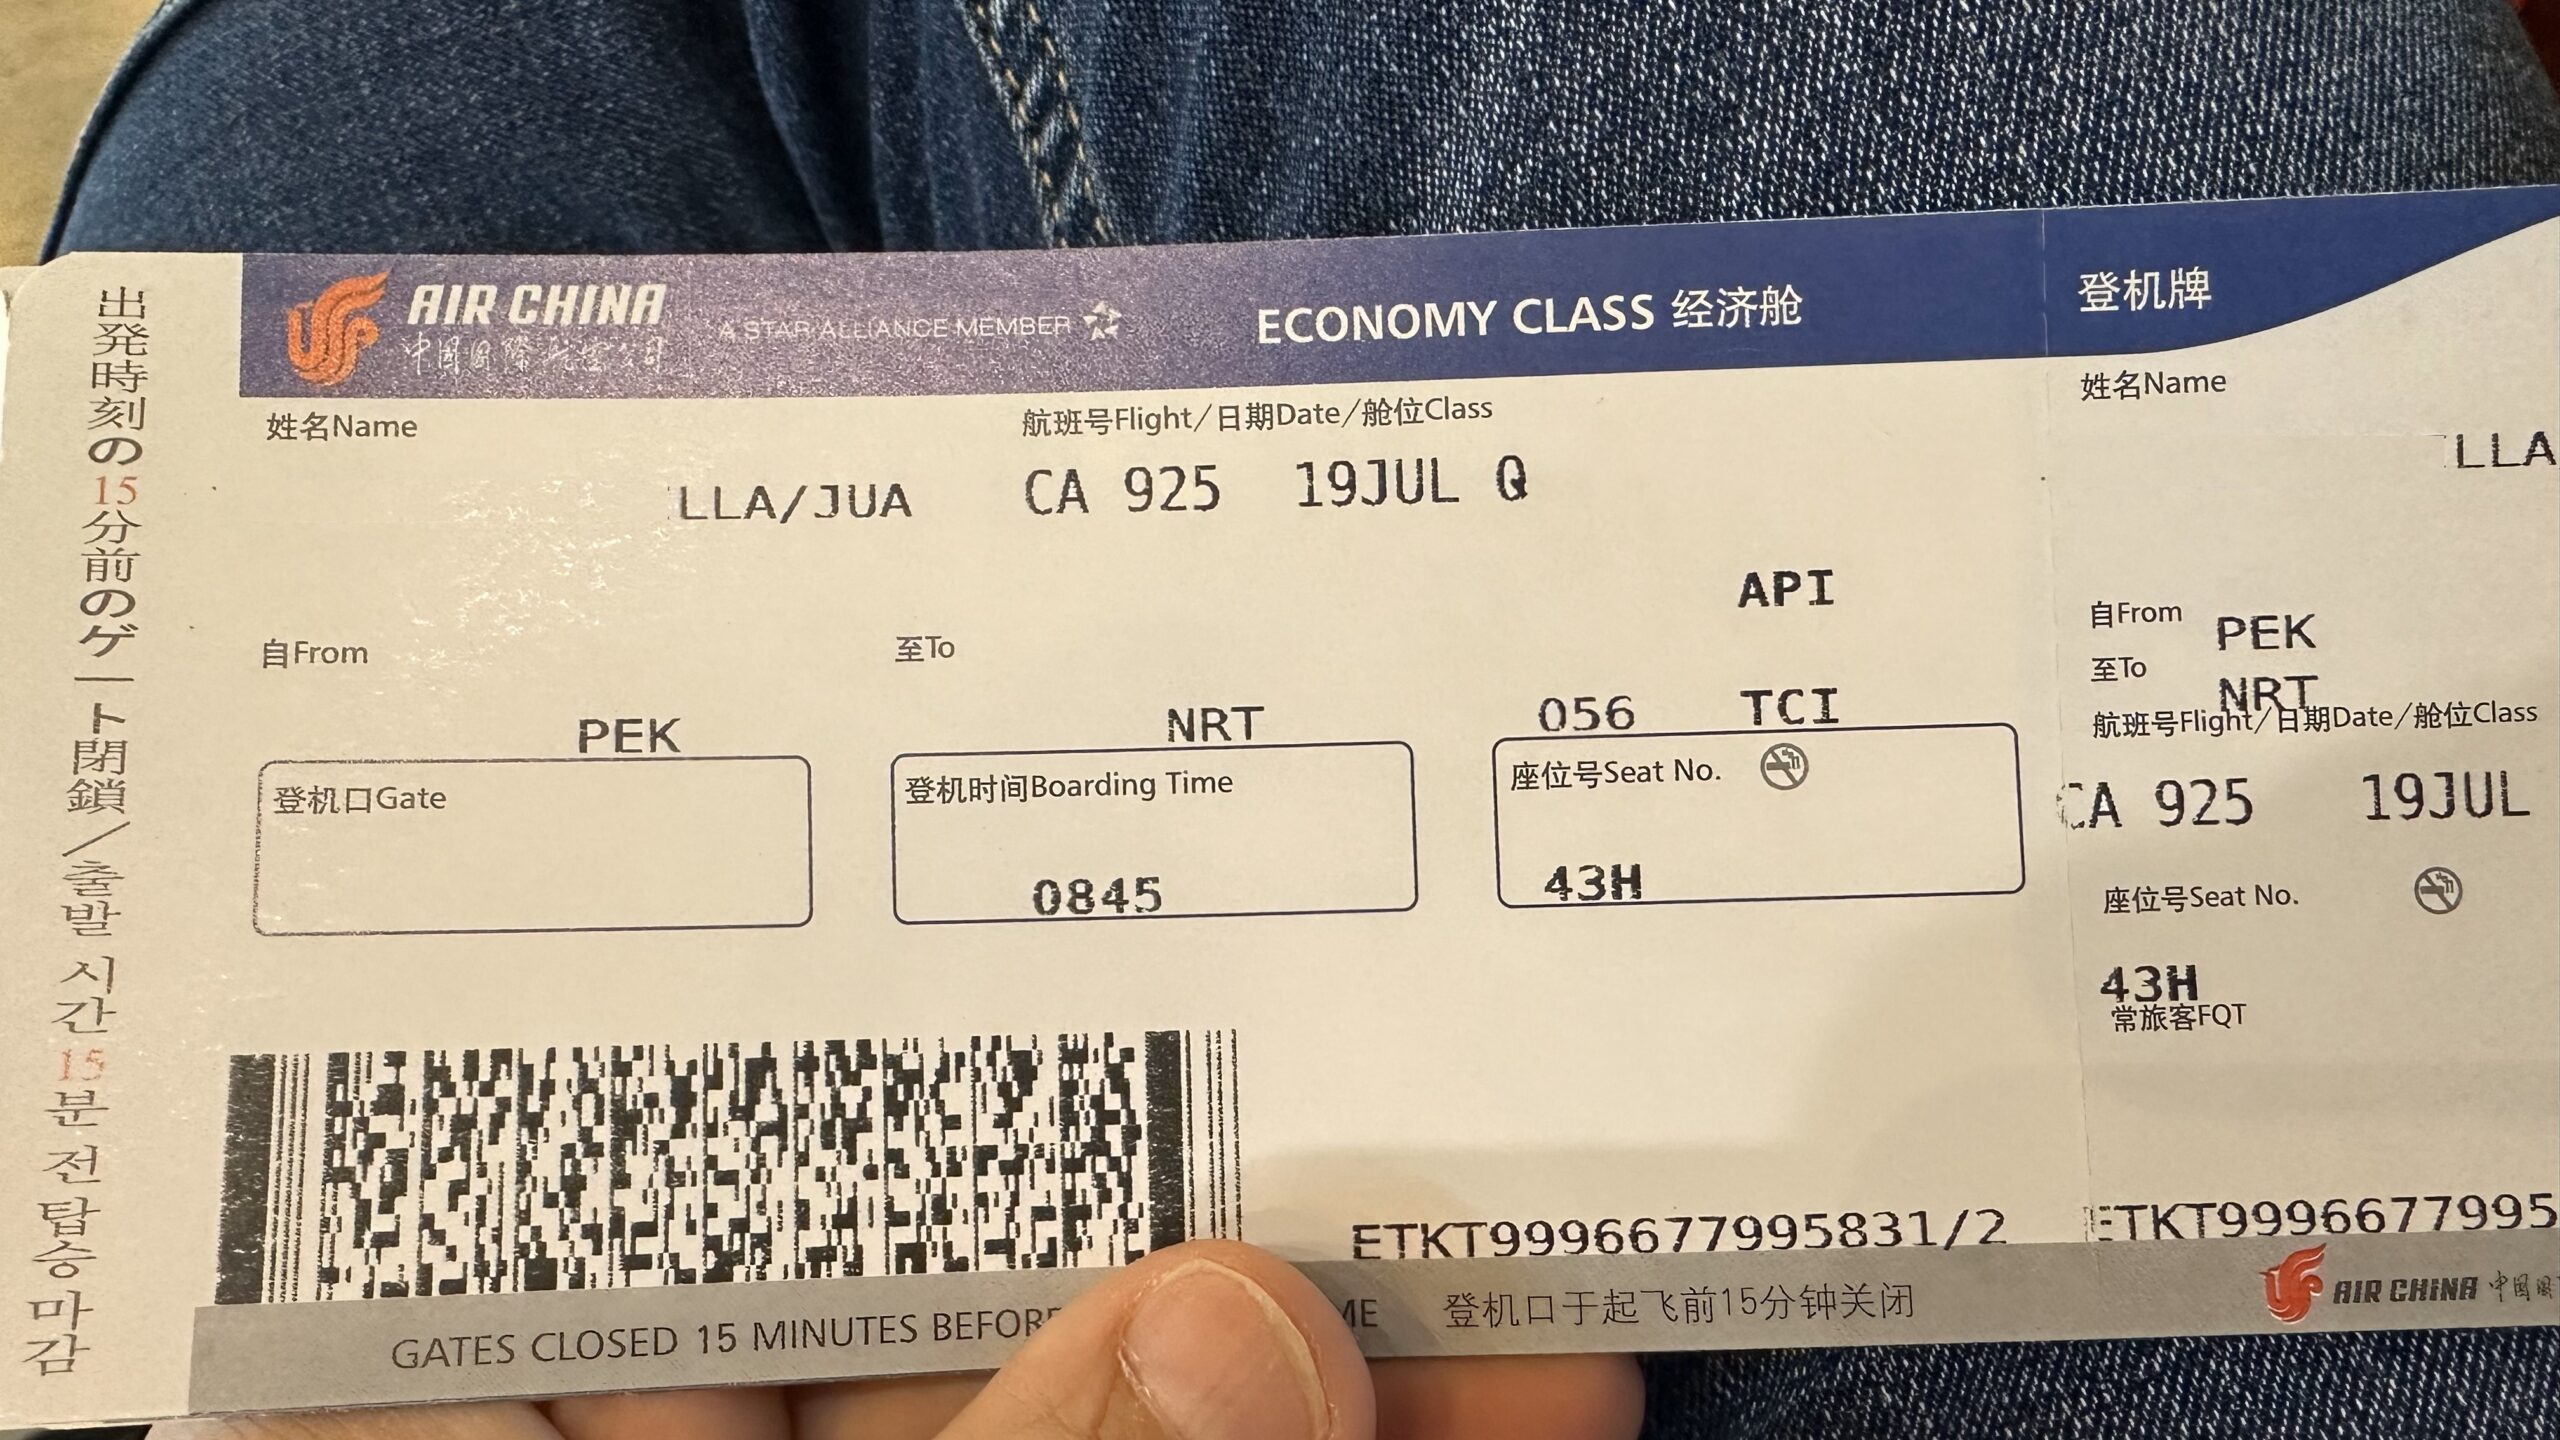 出発時刻の15分前のゲート閉鎖/출발 시간 15분 전 탑승 마감
AIR CHINA
中国国际航空公司
A STAR ALLIANCE MEMBER
ECONOMY CLASS 经济舱
姓名Name
LLA/JUA
航班号Flight/日期Date/舱位Class
CA 925 19JUL Q
API
自From
PEK
至To
NRT
056 TCI
登机口Gate
登机时间Boarding Time
0845
座位号Seat No.
43H
ETKT9996677995831/2
GATES CLOSED 15 MINUTES BEFOR
ME
登机口于起飞前15分钟关闭
登机牌
姓名Name
LLA
自From PEK
至To NRT
航班号Flight/日期Date/舱位Class
CA 925 19JUL
座位号Seat No.
43H
常旅客FQT
ETKT9996677995
AIR CHINA 中国国